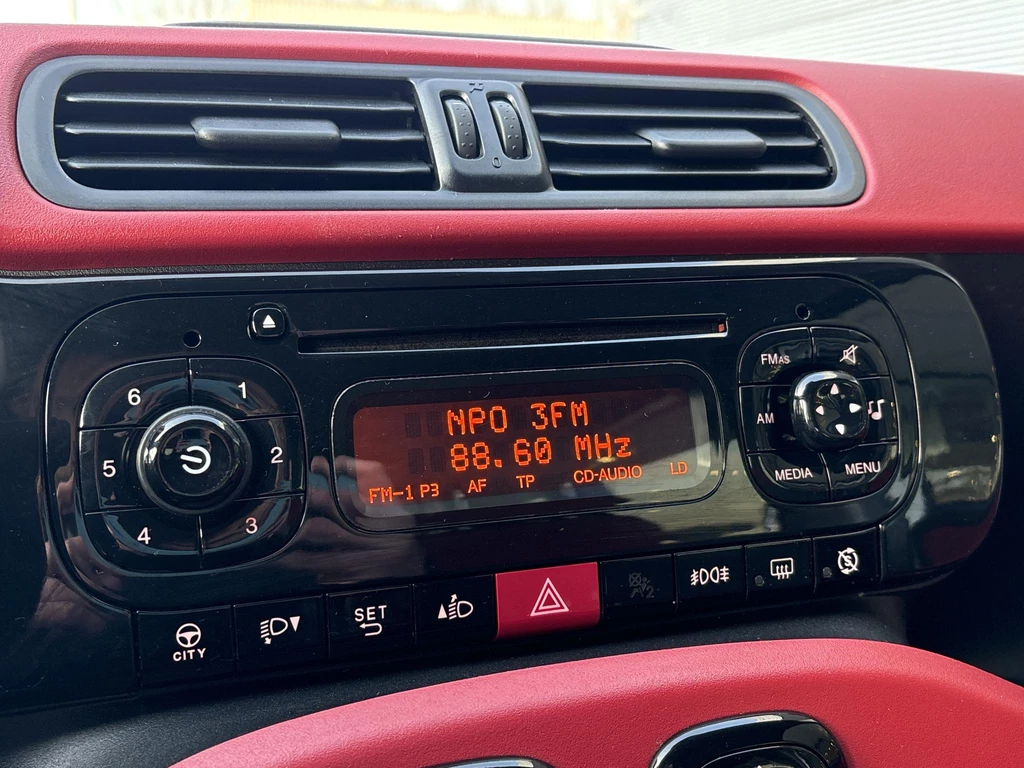 6 1
5 2
4 3
NPO 3FM
88.60 MHz
FM-1 P3 AF TP CD-AUDIO LD
FMAS
AM
MEDIA MENU
CITY
SET
0